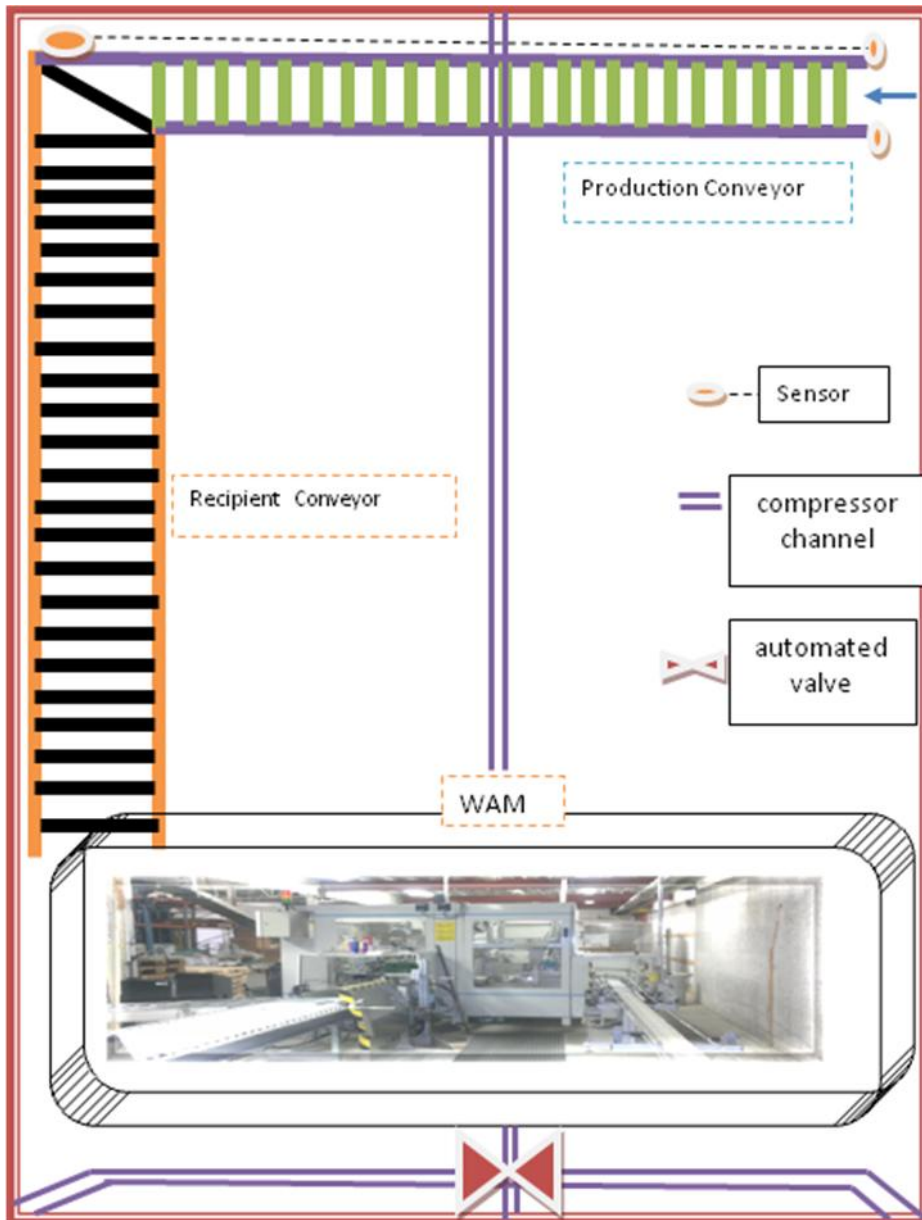 Production Conveyor
Sensor
Recipient Conveyor
compressor
channel
automated
valve
WAM